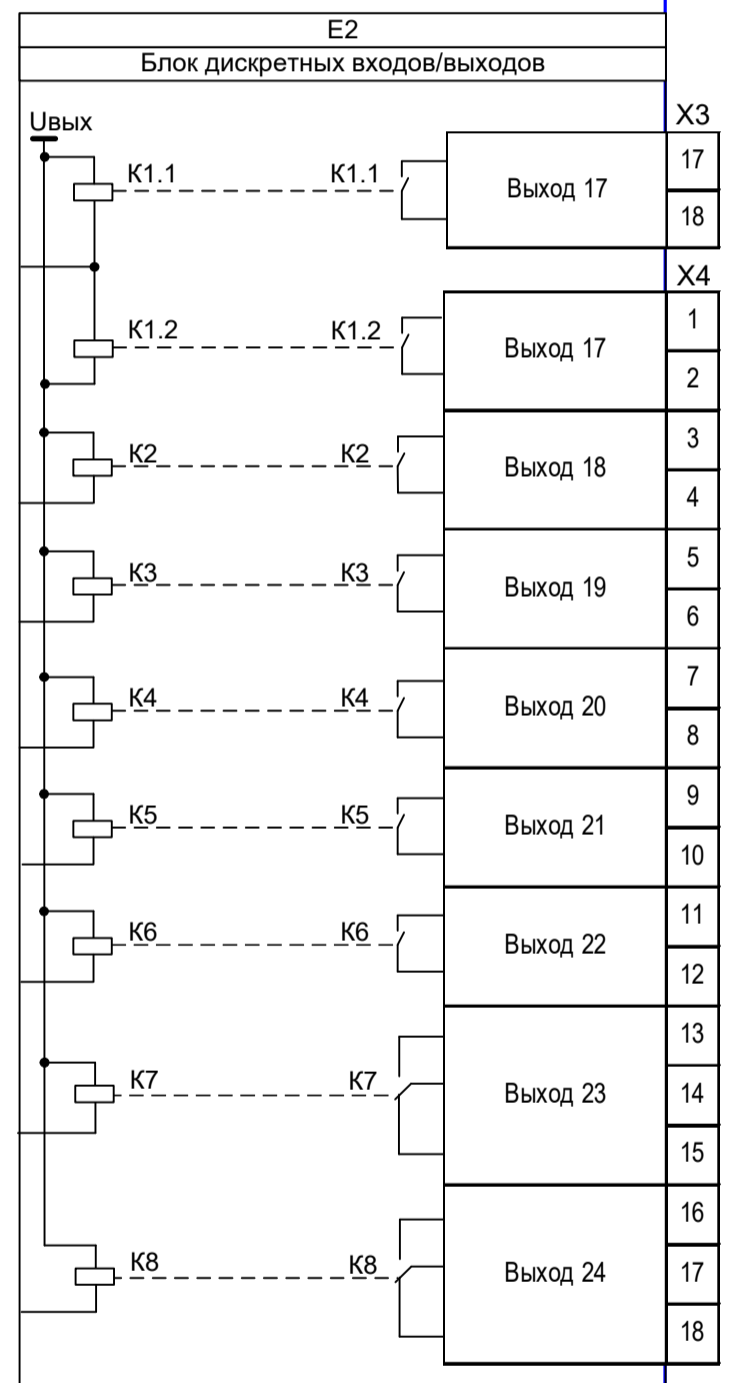 E2
Блок дискретных входов/выходов
Uвых
X3
K1.1 K1.1 Выход 17 17
18
X4
K1.2 K1.2 Выход 17 1
2
K2 K2 Выход 18 3
4
K3 K3 Выход 19 5
6
K4 K4 Выход 20 7
8
K5 K5 Выход 21 9
10
K6 K6 Выход 22 11
12
13
K7 K7 Выход 23 14
15
16
K8 K8 Выход 24 17
18